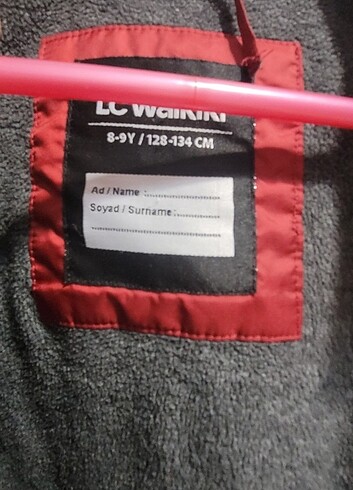 LC WAIKIKI
8-9Y / 128-134 CM
Ad / Name :
Soyad / Surname :